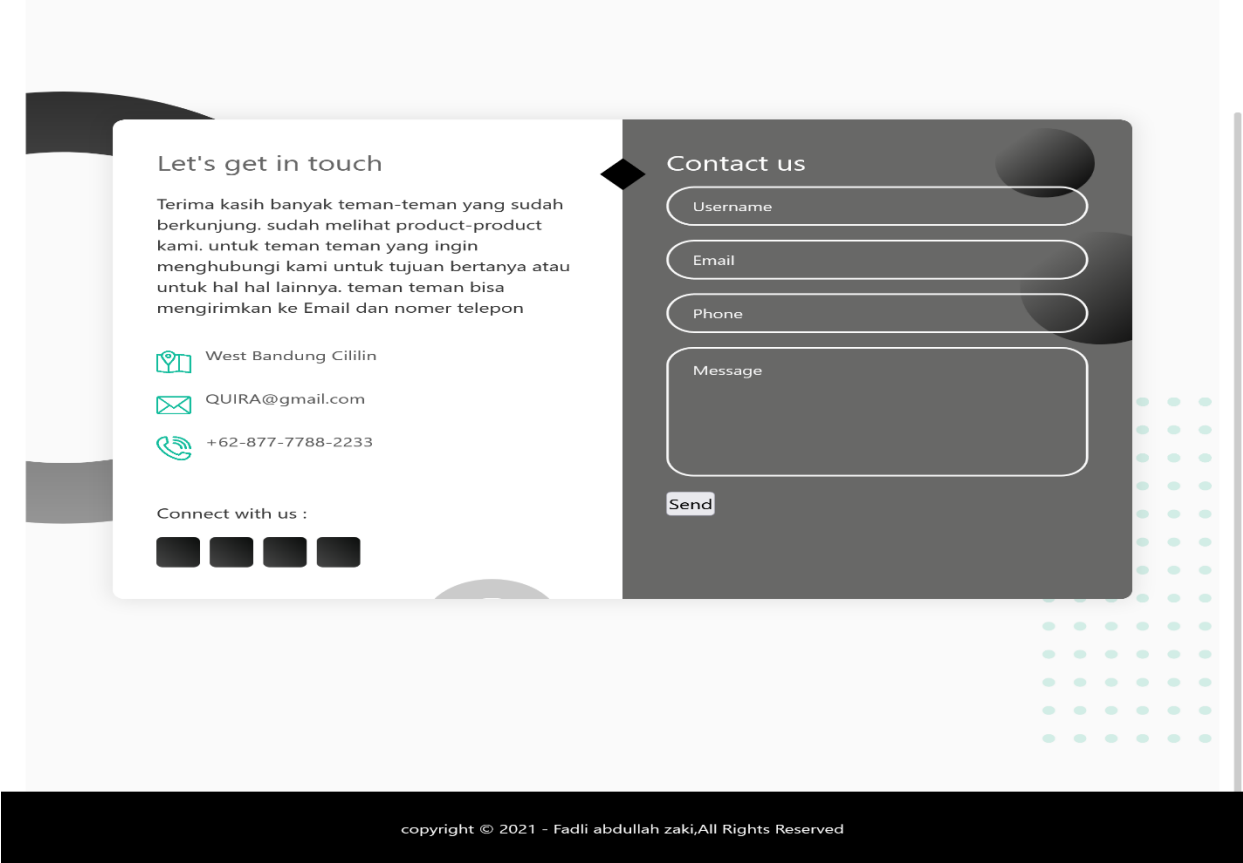 Let's get in touch
Terima kasih banyak teman-teman yang sudah
berkunjung. sudah melihat product-product
kami. untuk teman teman yang ingin
menghubungi kami untuk tujuan bertanya atau
untuk hal hal lainnya. teman teman bisa
mengirimkan ke Email dan nomer telepon
West Bandung Cililin
QUIRA@gmail.com
+62-877-7788-2233
Connect with us :
Contact us
Username
Email
Phone
Message
Send
copyright © 2021 - Fadli abdullah zaki,All Rights Reserved